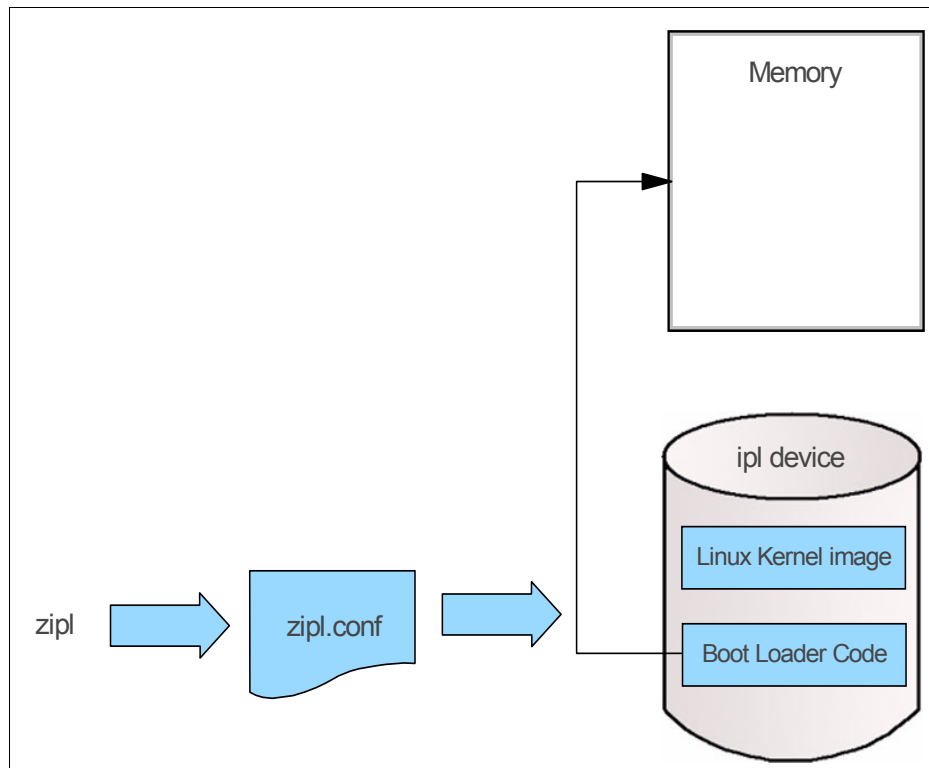 Memory
ipl device
Linux Kernel image
zipl
zipl.conf
Boot Loader Code